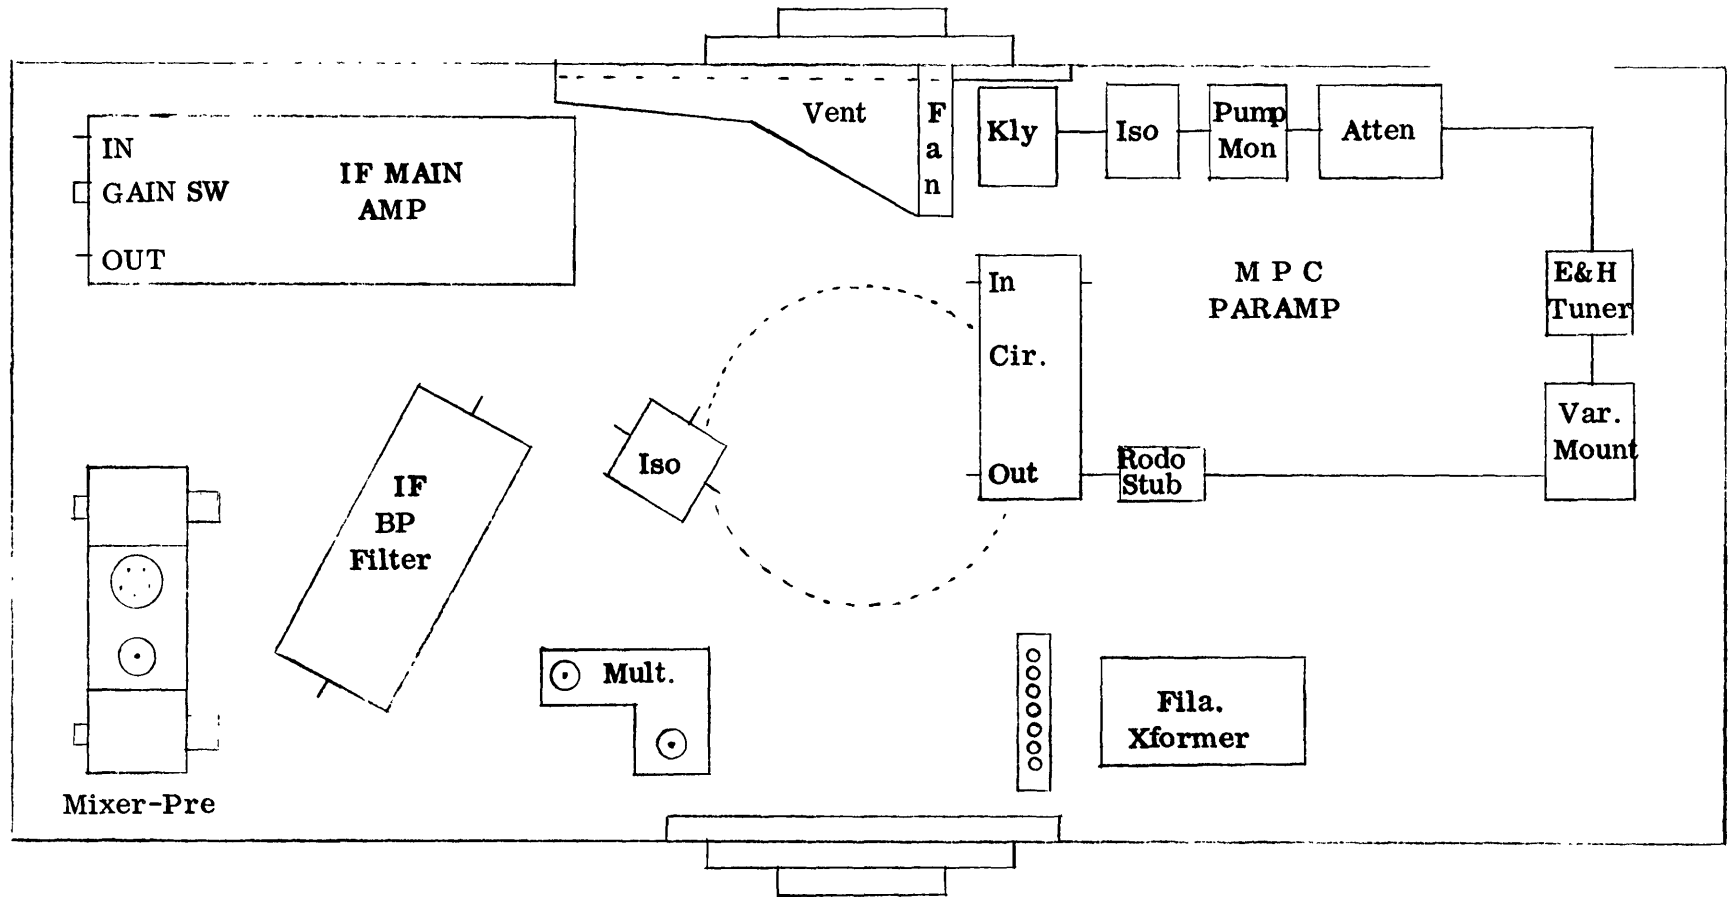 Vent
Fan
Kly
Iso
Pump
Mon
Atten
IN
GAIN SW
OUT
IF MAIN
AMP
In
Cir.
Out
M P C
PARAMP
E&H
Tuner
Var.
Mount
Rodo
Stub
Iso
IF
BP
Filter
Mult.
Fila.
Xformer
Mixer-Pre